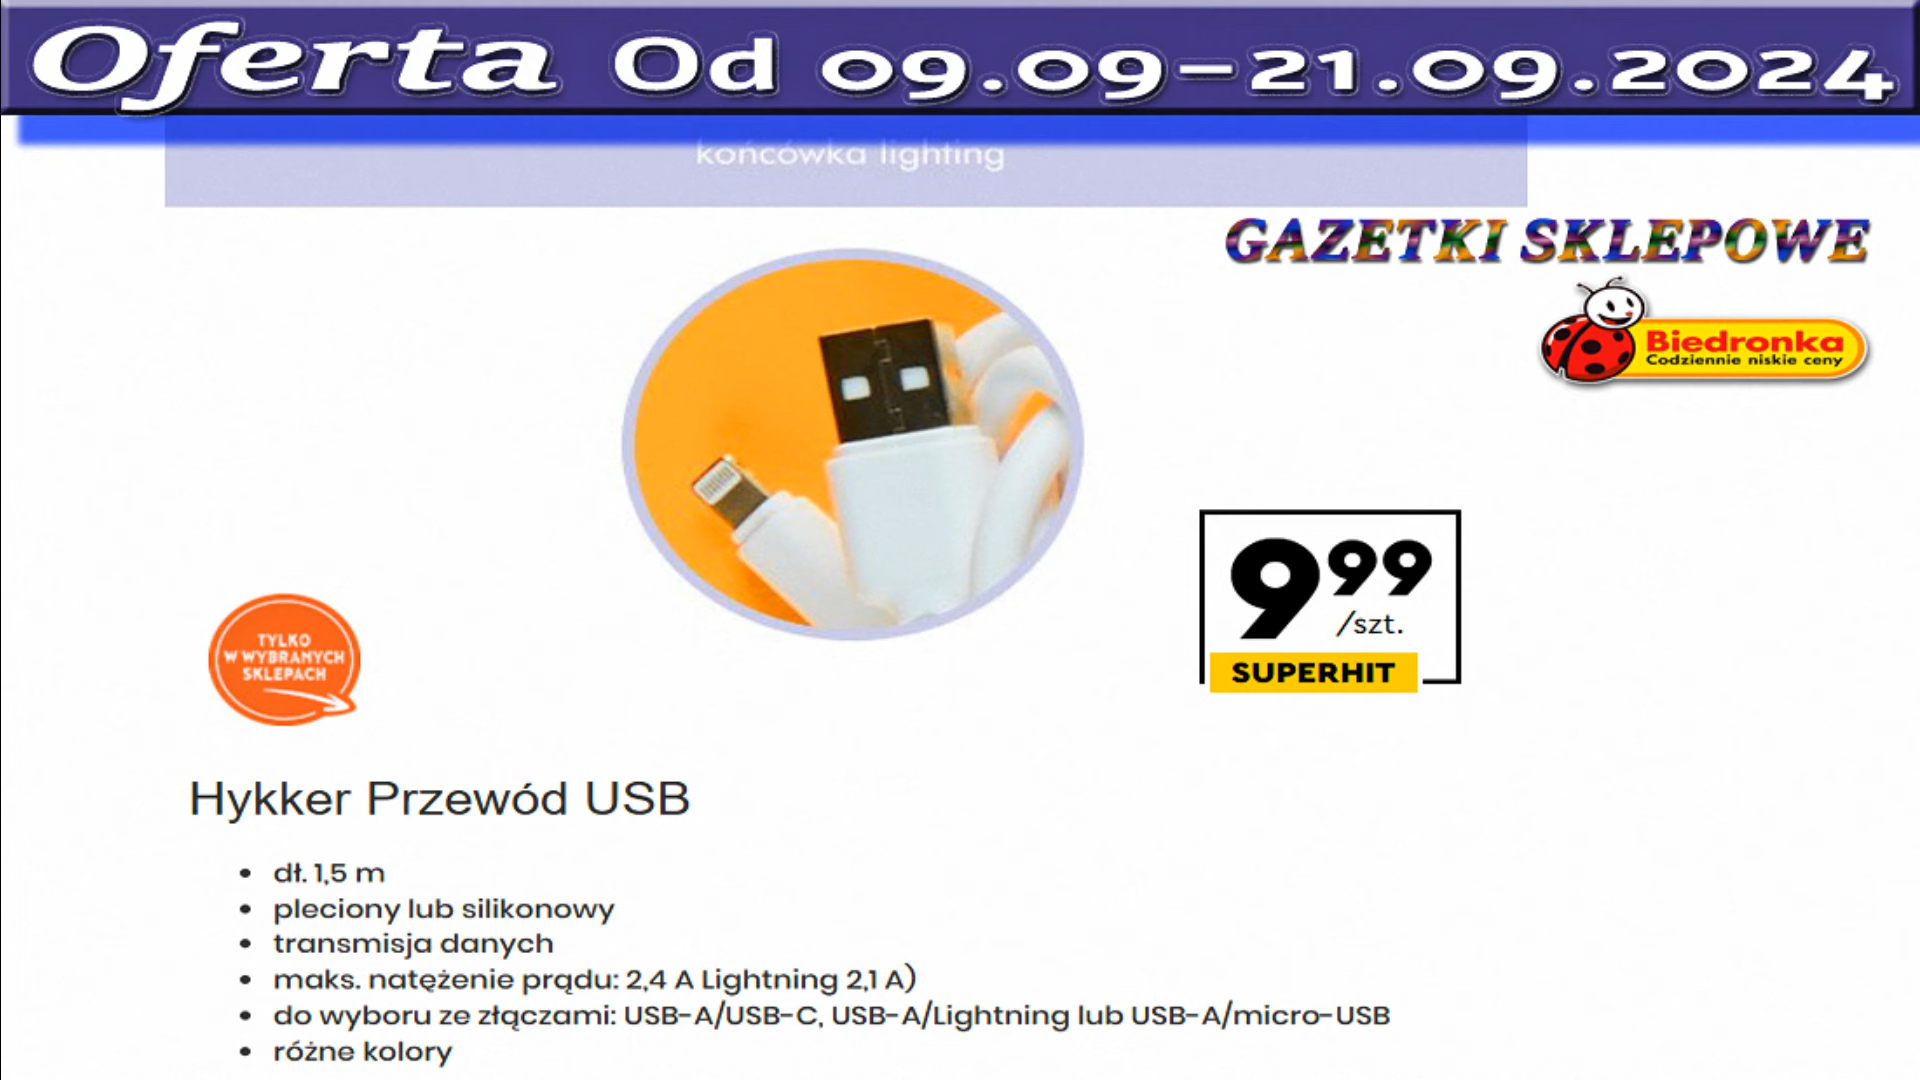 Oferta Od 09.09-21.09.2024
końcówka lighting
GAZETKI SKLEPOWE
Biedronka
Codziennie niskie ceny
9 99
/szt.
SUPERHIT
TYLKO
W WYBRANYCH
SKLEPACH
Hykker Przewód USB
• dł. 1,5 m
• pleciony lub silikonowy
• transmisja danych
• maks. natężenie prądu: 2,4 A Lightning 2,1 A)
• do wyboru ze złączami: USB-A/USB-C, USB-A/Lightning lub USB-A/micro-USB
• różne kolory